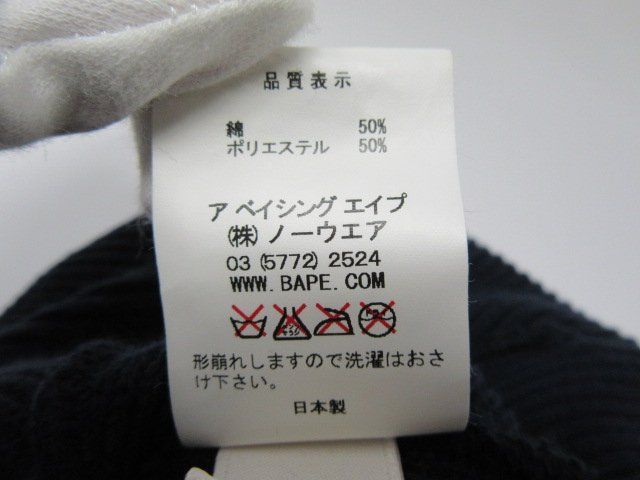 品質表示
綿 50%
ポリエステル 50%
ア ベイシング エイプ
(株) ノーウエア
03 (5772) 2524
WWW. BAPE. COM
形崩れしますので洗濯はおさ
け下さい。
日本製